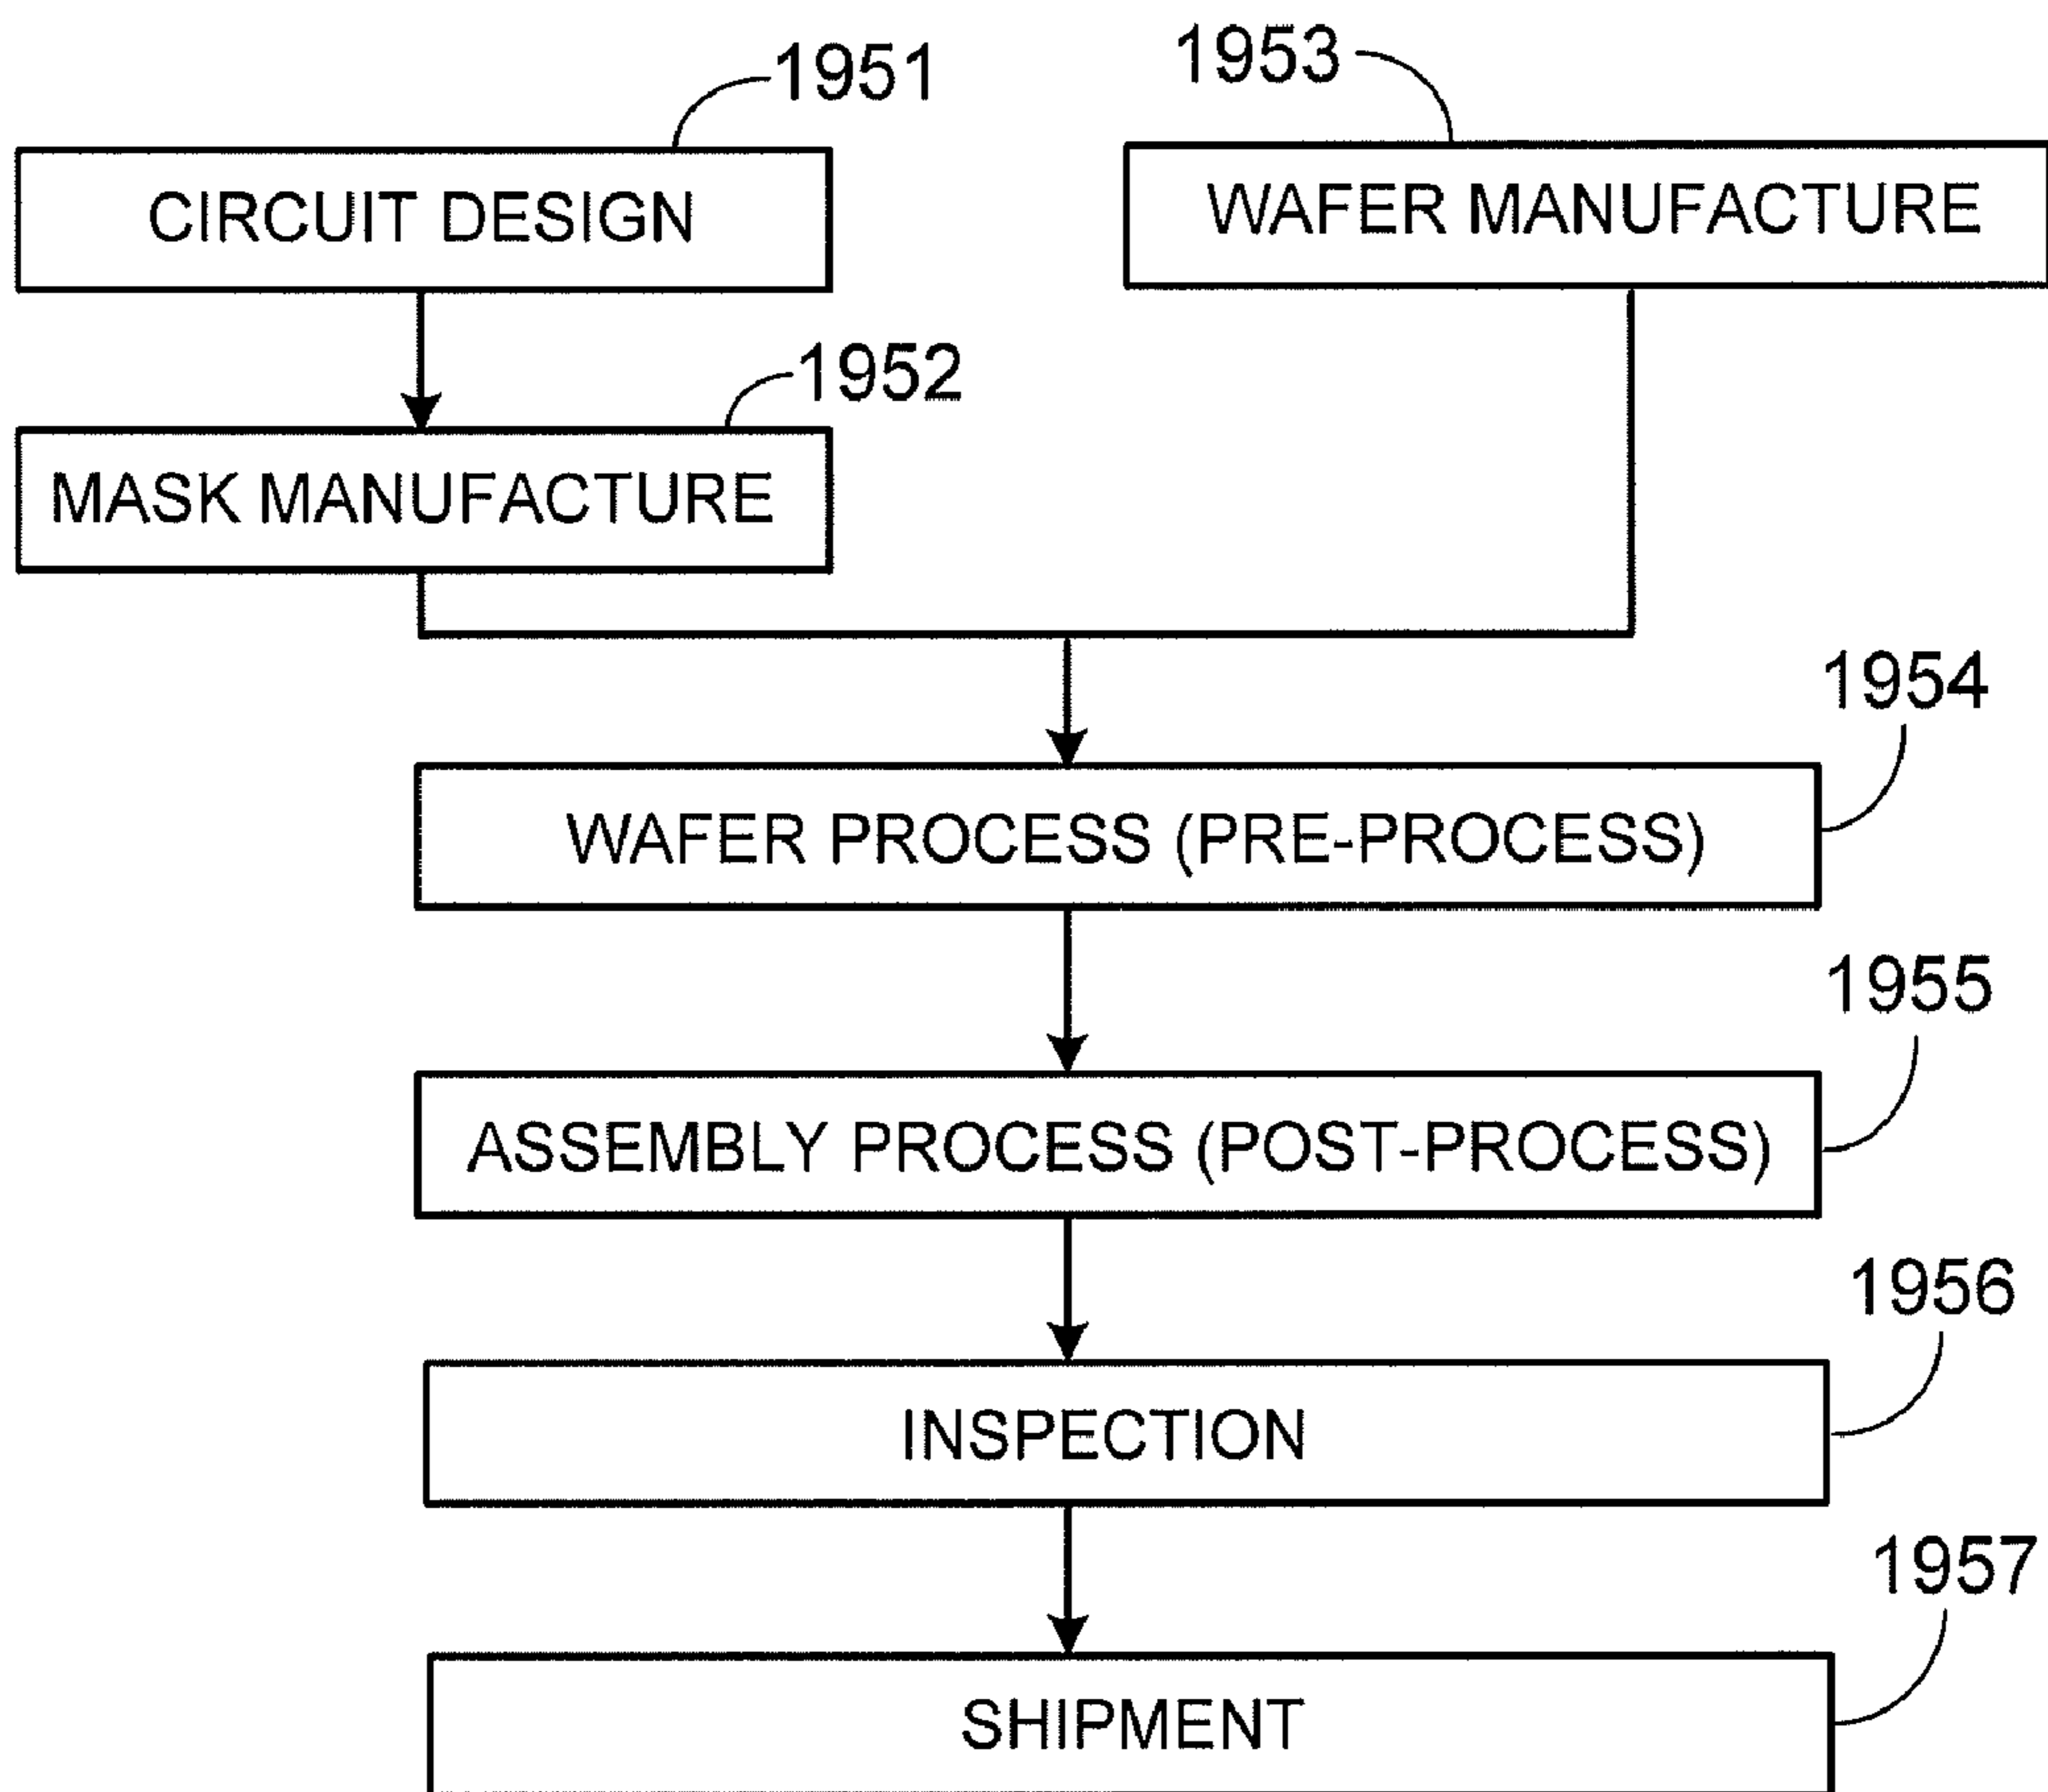 1951
1953
CIRCUIT DESIGN
WAFER MANUFACTURE
1952
MASK MANUFACTURE
1954
WAFER PROCESS (PRE-PROCESS)
1955
ASSEMBLY PROCESS (POST-PROCESS)
1956
INSPECTION
1957
SHIPMENT